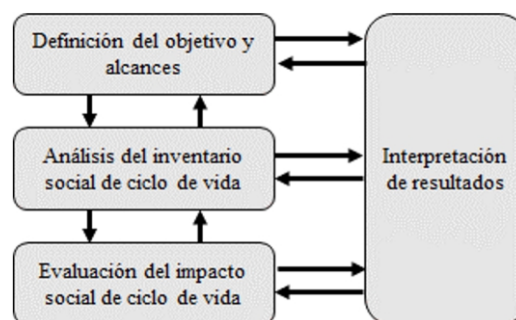 Definición del objetivo y
alcances
Análisis del inventario
social de ciclo de vida
Evaluación del impacto
social de ciclo de vida
Interpretación
de resultados